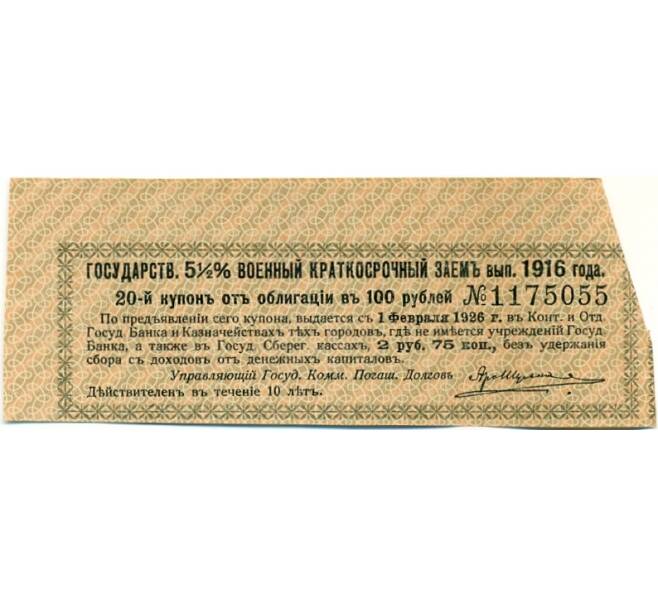 ГОСУДАРСТВ. 5½% ВОЕННЫЙ КРАТКОСРОЧНЫЙ ЗАЕМЪ вып. 1916 года.
20-й купонъ отъ облигаціи въ 100 рублей №1175055
По предъявленіи сего купона, выдается съ 1 Февраля 1926 г. въ Конт. и Отд.
Госуд. Банка и Казначействахъ тѣхъ городовъ, гдѣ не имѣется учрежденій Госуд.
Банка, а также въ Госуд. Сберег. кассахъ, 2 руб. 75 коп., безъ удержанія
сбора съ доходовъ отъ денежныхъ капиталовъ.
Управляющій Госуд. Комм. Погаш. Долговъ
Дѣйствителенъ въ теченіе 10 лѣтъ.